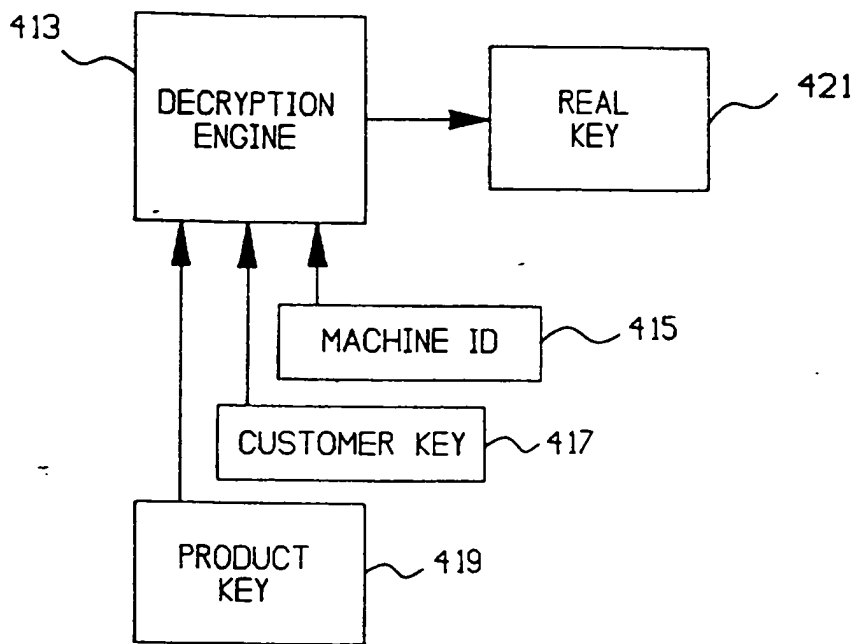 413
DECRYPTION
ENGINE
REAL
KEY
421
MACHINE ID
415
CUSTOMER KEY
417
PRODUCT
KEY
419